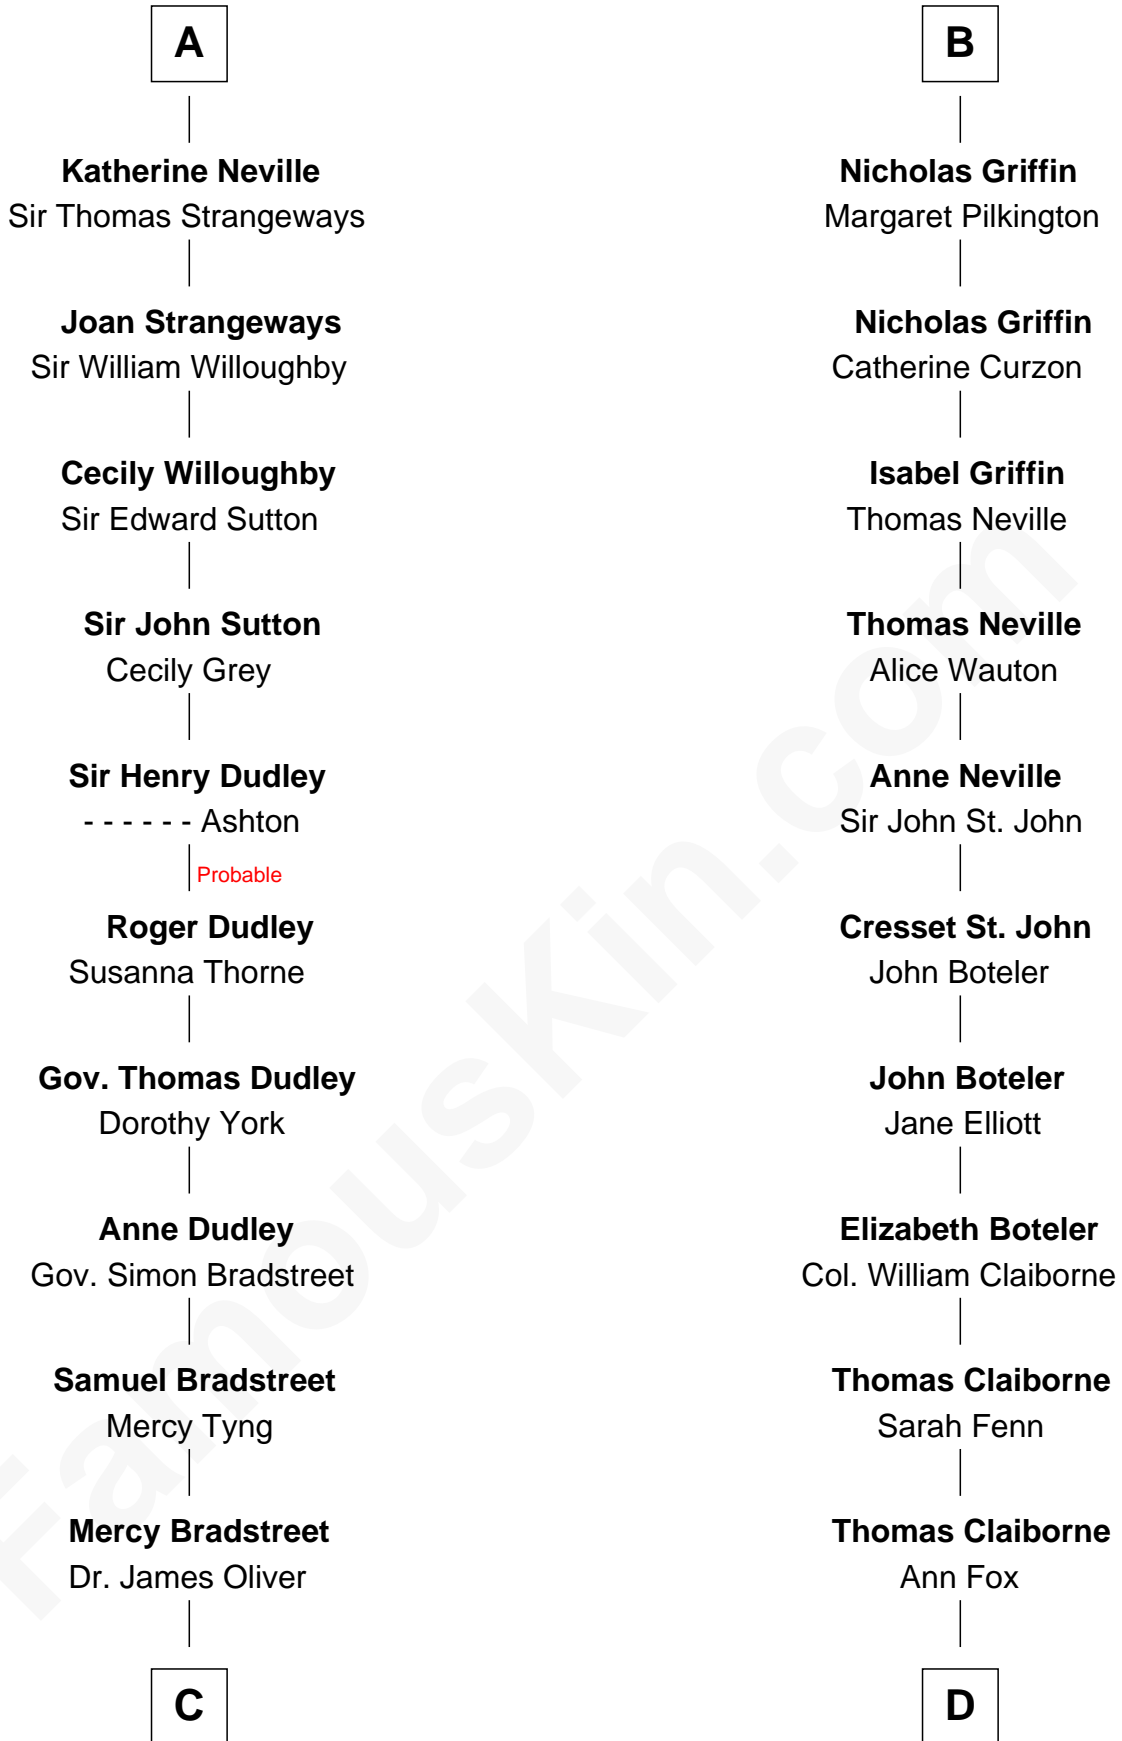 A
Katherine Neville
Sir Thomas Strangeways
Joan Strangeways
Sir William Willoughby
Cecily Willoughby
Sir Edward Sutton
Sir John Sutton
Cecily Grey
Sir Henry Dudley
- - - - - - Ashton
Probable
Roger Dudley
Susanna Thorne
Gov. Thomas Dudley
Dorothy York
Anne Dudley
Gov. Simon Bradstreet
Samuel Bradstreet
Mercy Tyng
Mercy Bradstreet
Dr. James Oliver
C
B
Nicholas Griffin
Margaret Pilkington
Nicholas Griffin
Catherine Curzon
Isabel Griffin
Thomas Neville
Thomas Neville
Alice Wauton
Anne Neville
Sir John St. John
Cresset St. John
John Boteler
John Boteler
Jane Elliott
Elizabeth Boteler
Col. William Claiborne
Thomas Claiborne
Sarah Fenn
Thomas Claiborne
Ann Fox
D
FamousKin.com